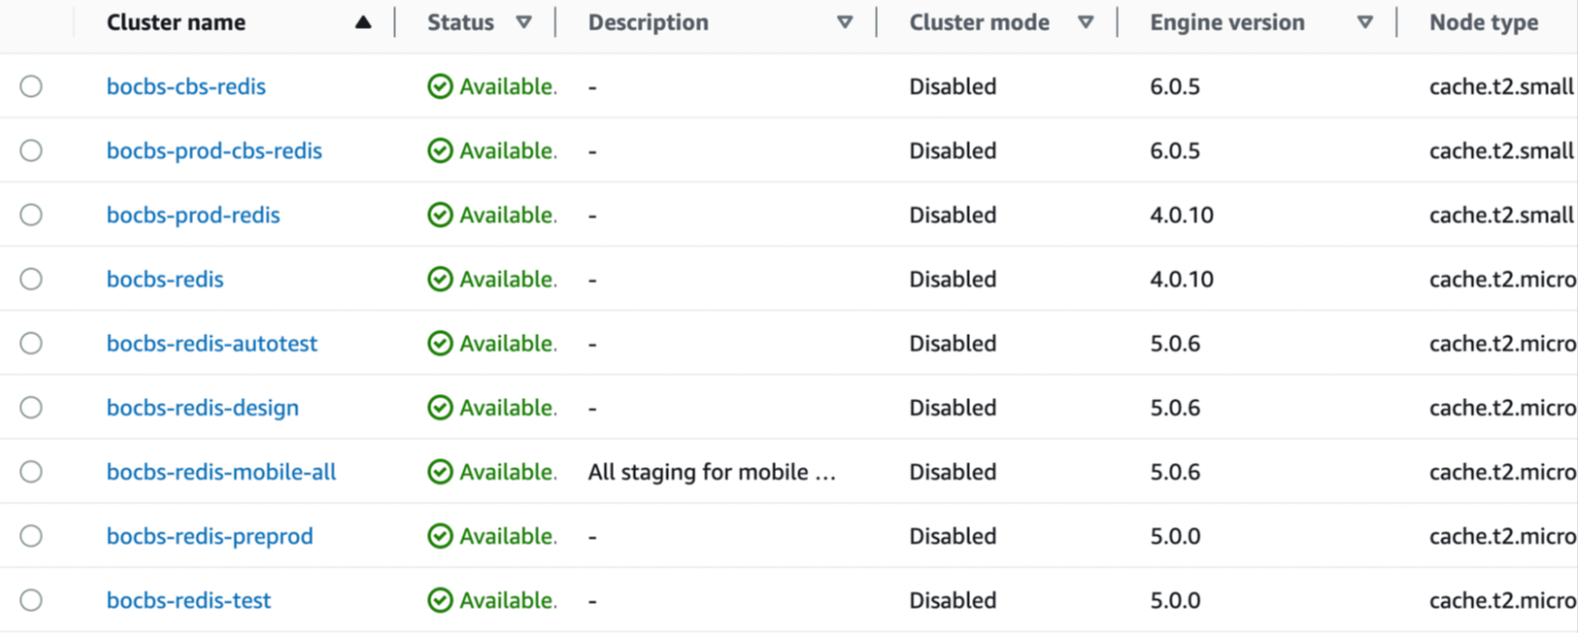 Cluster name Status Description Cluster mode Engine version Node type
bocbs-cbs-redis Available. - Disabled 6.0.5 cache.t2.small
bocbs-prod-cbs-redis Available. - Disabled 6.0.5 cache.t2.small
bocbs-prod-redis Available. - Disabled 4.0.10 cache.t2.small
bocbs-redis Available. - Disabled 4.0.10 cache.t2.micro
bocbs-redis-autotest Available. - Disabled 5.0.6 cache.t2.micro
bocbs-redis-design Available. - Disabled 5.0.6 cache.t2.micro
bocbs-redis-mobile-all Available. All staging for mobile ... Disabled 5.0.6 cache.t2.micro
bocbs-redis-preprod Available. - Disabled 5.0.0 cache.t2.micro
bocbs-redis-test Available. - Disabled 5.0.0 cache.t2.micro